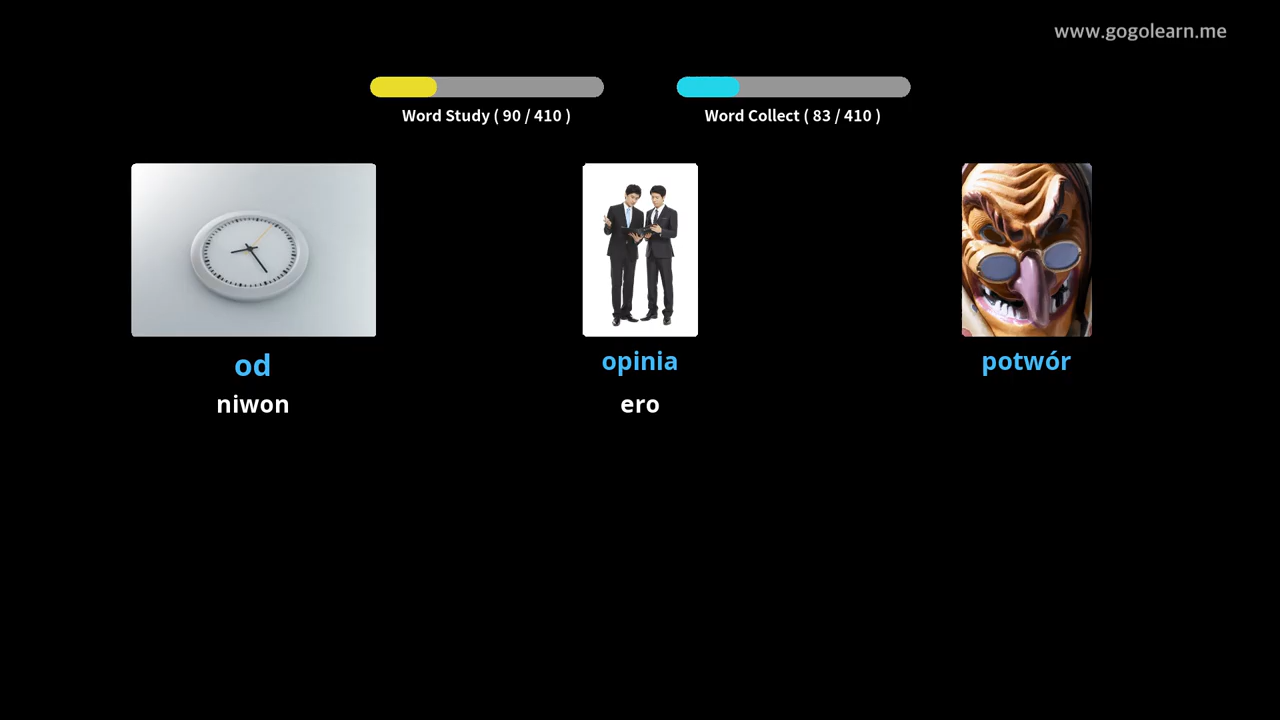 www.gogolearn.me
Word Study ( 90 / 410 )
Word Collect ( 83 / 410 )
od
opinia
potwór
niwon
ero